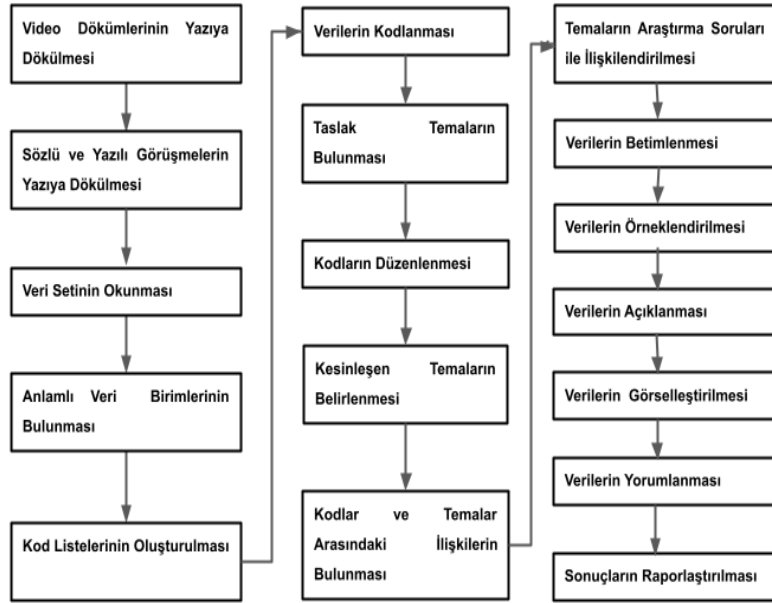 Video Dökümlerinin Yazıya
Dökülmesi
Sözlü ve Yazılı Görüşmelerin
Yazıya Dökülmesi
Veri Setinin Okunması
Anlamlı Veri Birimlerinin
Bulunması
Kod Listelerinin Oluşturulması
Verilerin Kodlanması
Taslak Temaların
Bulunması
Kodların Düzenlenmesi
Kesinleşen Temaların
Belirlenmesi
Kodlar ve Temalar
Arasındaki İlişkilerin
Bulunması
Temaların Araştırma Soruları
ile İlişkilendirilmesi
Verilerin Betimlenmesi
Verilerin Örneklendirilmesi
Verilerin Açıklanması
Verilerin Görselleştirilmesi
Verilerin Yorumlanması
Sonuçların Raporlaştırılması